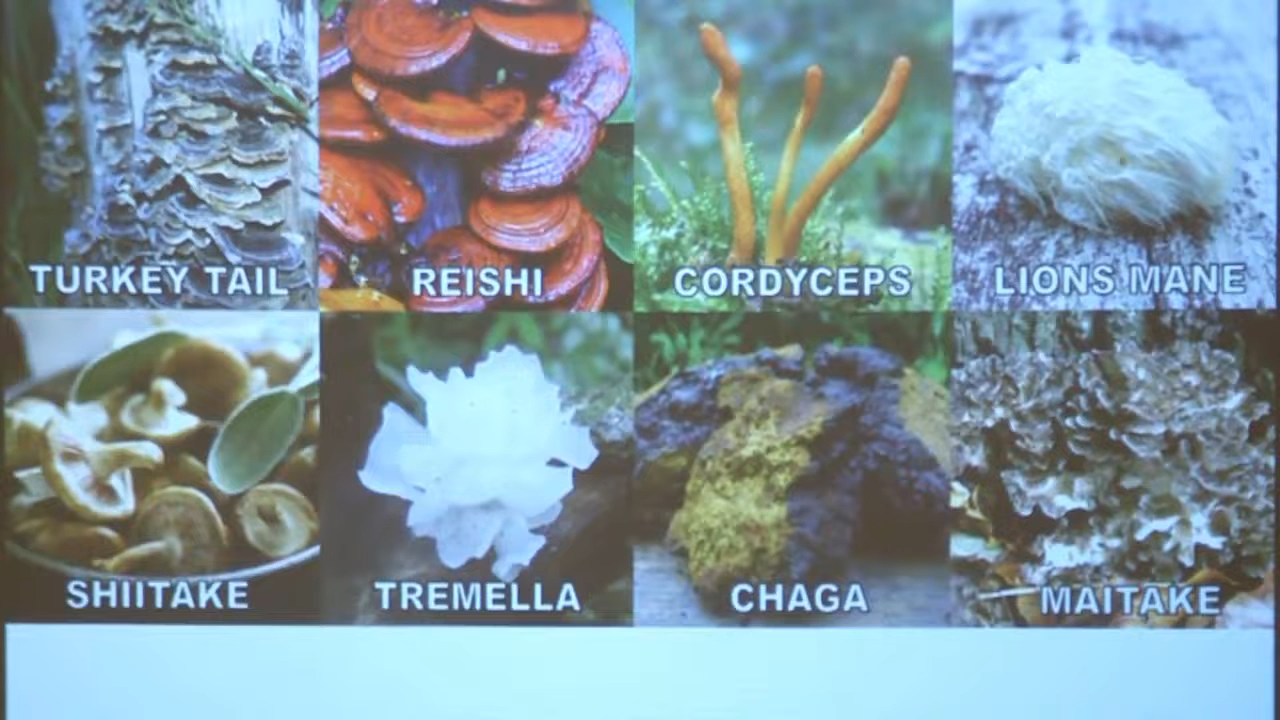 TURKEY TAIL
REISHI
CORDYCEPS
LIONS MANE
SHIITAKE
TREMELLA
CHAGA
MAITAKE